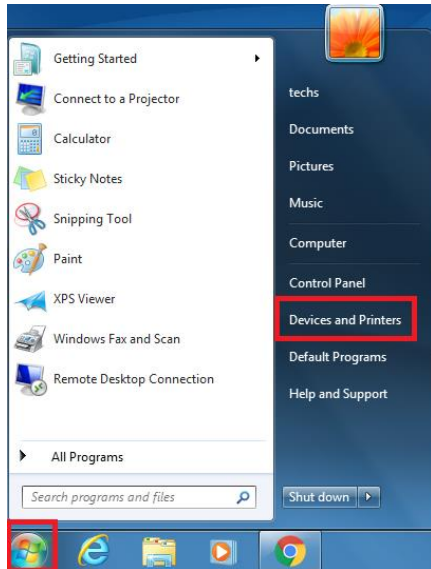 Getting Started
Connect to a Projector
Calculator
Sticky Notes
Snipping Tool
Paint
XPS Viewer
Windows Fax and Scan
Remote Desktop Connection
All Programs
Search programs and files
techs
Documents
Pictures
Music
Computer
Control Panel
Devices and Printers
Default Programs
Help and Support
Shut down